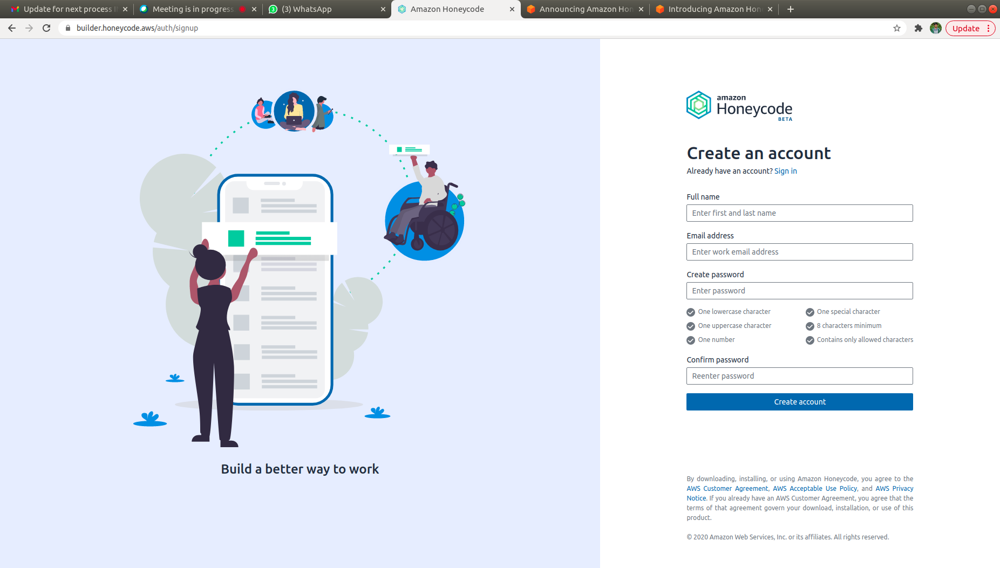 Update for next process I
Meeting is in progress
3
(3) WhatsApp
Amazon Honeycode
Announcing Amazon Hon
Introducing Amazon Hon
builder.honeycode.aws/auth/signup
Update
amazon
Honeycode
BETA
Create an account
Already have an account? Sign in
Full name
Enter first and last name
Email address
Enter work email address
Create password
Enter password
One lowercase character
One special character
One uppercase character
8 characters minimum
One number
Contains only allowed characters
Confirm password
Reenter password
Create account
Build a better way to work
By downloading, installing, or using Amazon Honeycode, you agree to the
AWS Customer Agreement, AWS Acceptable Use Policy, and AWS Privacy
Notice. If you already have an AWS Customer Agreement, you agree that the
terms of that agreement govern your download, installation, or use of this
product.
© 2020 Amazon Web Services, Inc. or its affiliates. All rights reserved.